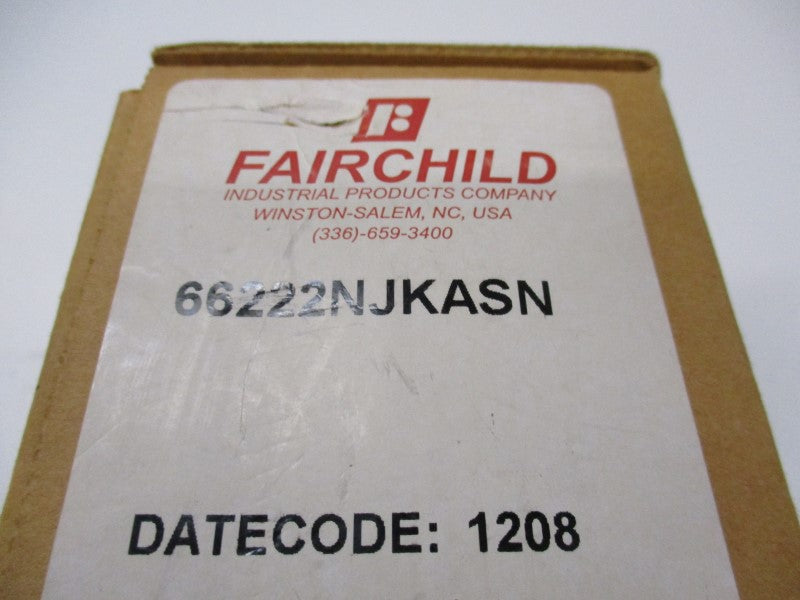 FAIRCHILD
INDUSTRIAL PRODUCTS COMPANY
WINSTON-SALEM, NC, USA
(336)-659-3400
66222NJKASN
DATECODE: 1208